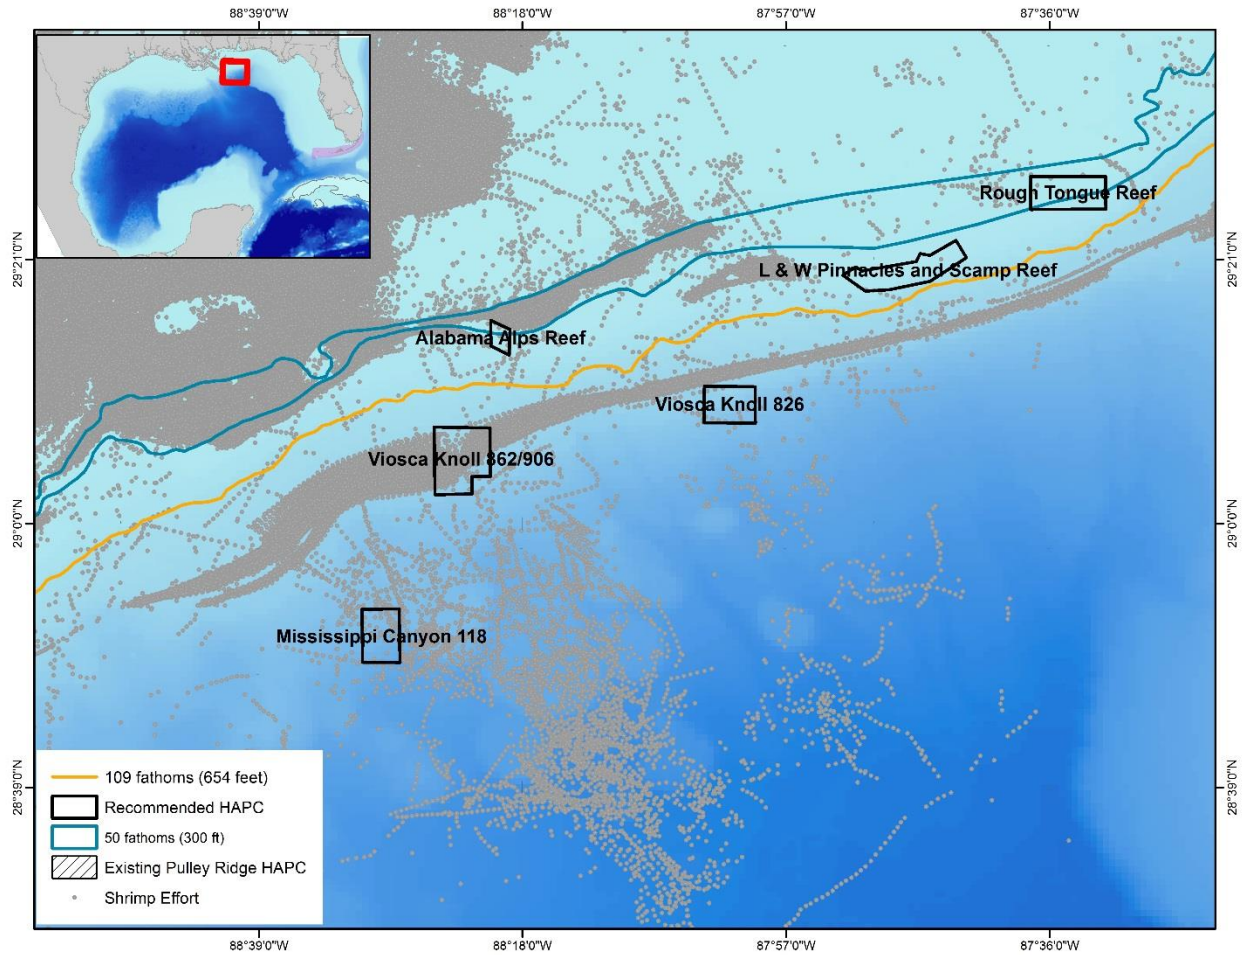 88°39'0"W
88°18'0"W
87°57'0"W
87°36'0"W
29°21'0"N
29°21'0"N
Rough Tongue Reef
L & W Pinnacles and Scamp Reef
Alabama Alps Reef
Viosca Knoll 826
Viosca Knoll 862/906
29°0'0"N
29°0'0"N
Mississippi Canyon 118
28°39'0"N
28°39'0"N
109 fathoms (654 feet)
Recommended HAPC
50 fathoms (300 ft)
Existing Pulley Ridge HAPC
Shrimp Effort
88°39'0"W
88°18'0"W
87°57'0"W
87°36'0"W